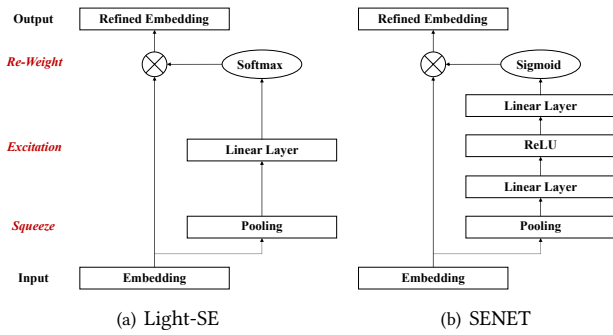 Output
Refined Embedding
Refined Embedding
Re-Weight
Softmax
Sigmoid
Linear Layer
Excitation
Linear Layer
ReLU
Linear Layer
Squeeze
Pooling
Pooling
Input
Embedding
Embedding
(a) Light-SE
(b) SENET